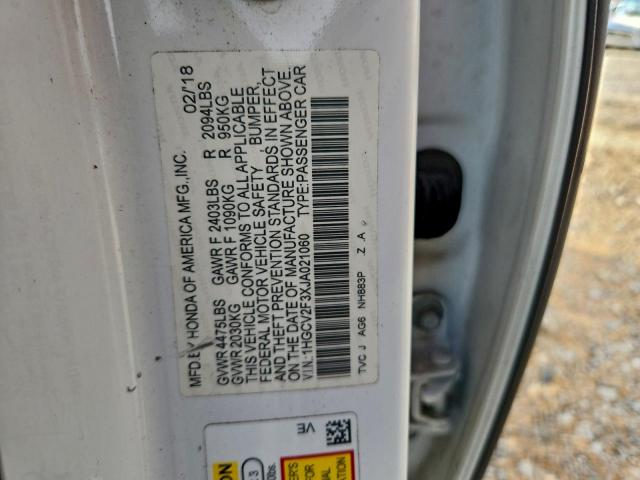 MFD.BY HONDA OF AMERICA MFG.,INC. 02/'18
GVWR 4475LBS GAWR F 2403LBS R 2094LBS
GVWR 2030KG GAWR F 1090KG R 950KG
THIS VEHICLE CONFORMS TO ALL APPLICABLE
FEDERAL MOTOR VEHICLE SAFETY , BUMPER,
AND THEFT PREVENTION STANDARDS IN EFFECT
ON THE DATE OF MANUFACTURE SHOWN ABOVE.
V.I.N.:1HGCV2F3XJA021060 TYPE:PASSENGER CAR
TVC J AG6 NH883P Z A P
VE